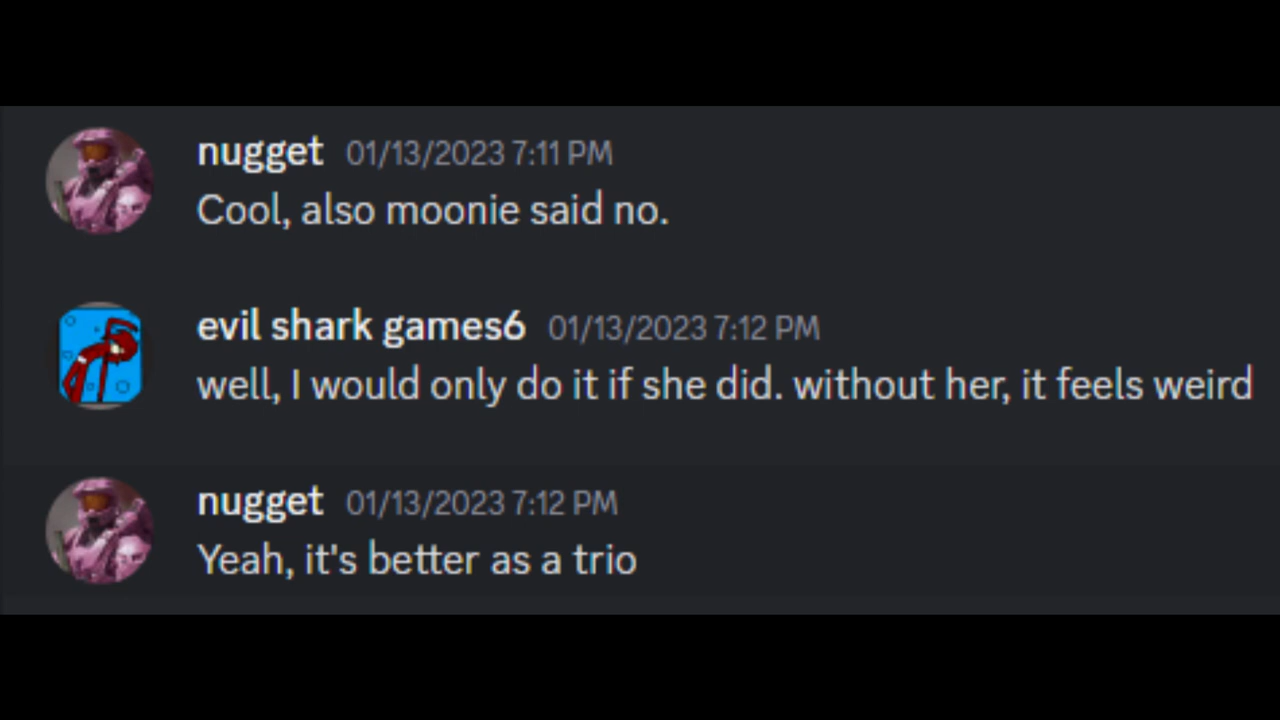 nugget 01/13/2023 7:11 PM
Cool, also moonie said no.
evil shark games6 01/13/2023 7:12 PM
well, I would only do it if she did. without her, it feels weird
nugget 01/13/2023 7:12 PM
Yeah, it's better as a trio